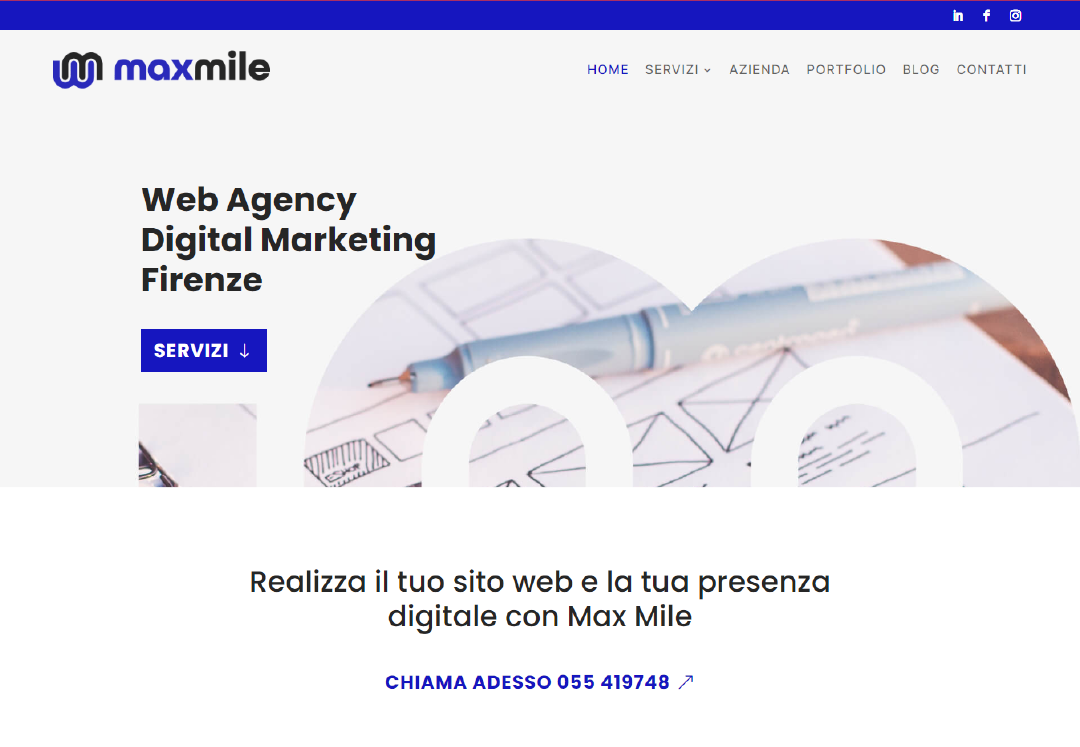 maxmile
HOME SERVIZI AZIENDA PORTFOLIO BLOG CONTATTI
Web Agency
Digital Marketing
Firenze
SERVIZI ↓
SHOP
Realizza il tuo sito web e la tua presenza
digitale con Max Mile
CHIAMA ADESSO 055 419748 ↗